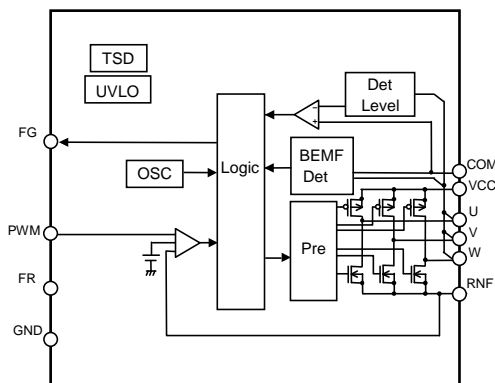 TSD
UVLO
Det
Level
FG
Logic
−
+
BEMF
Det
COM
OSC
VCC
U
PWM
Pre
V
W
FR
RNF
GND